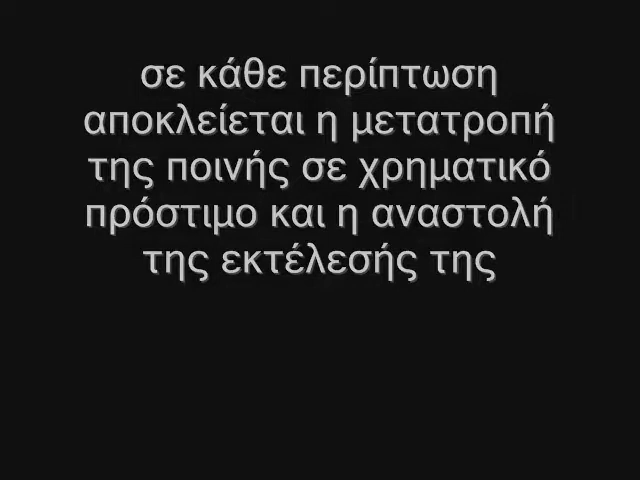 σε κάθε περίπτωση
αποκλείεται η μετατροπή
της ποινής σε χρηματικό
πρόστιμο και η αναστολή
της εκτέλεσής της